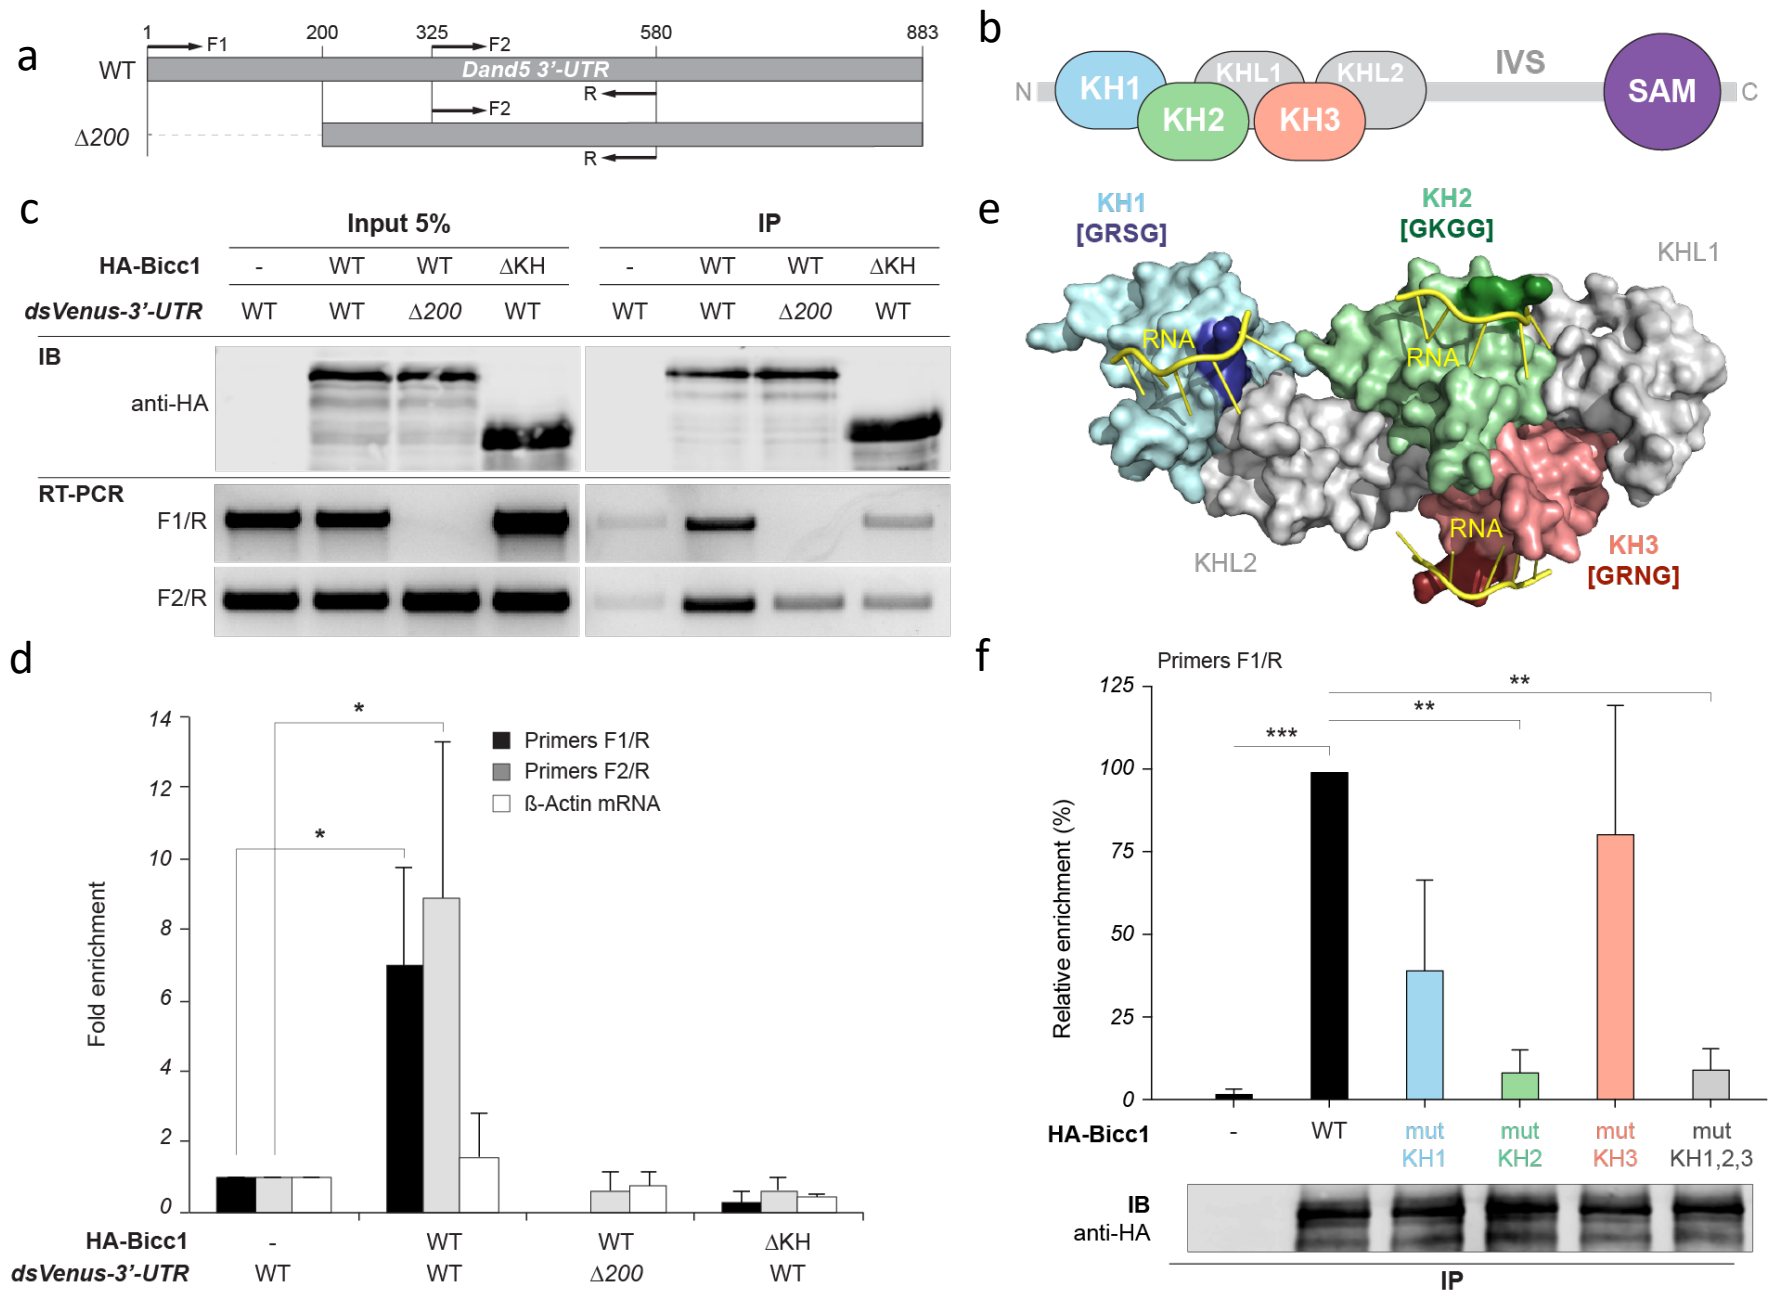 a
1 200 325 580 883
F1 F2
WT Dand5 3’-UTR
R
F2
Δ200
R
b
N KH1 KH2 KHL1 KH3 KHL2 IVS SAM C
c
Input 5% IP
HA-Bicc1 - WT WT ΔKH - WT WT ΔKH
dsVenus-3’-UTR WT WT Δ200 WT WT WT Δ200 WT
IB
anti-HA
RT-PCR
F1/R
F2/R
d
14
12
10
8
6
4
2
0
Fold enrichment
* *
Primers F1/R
Primers F2/R
ß-Actin mRNA
HA-Bicc1 - WT WT ΔKH
dsVenus-3’-UTR WT WT Δ200 WT
e
KH1
[GRSG]
KH2
[GKGG]
KHL1
RNA
RNA
RNA
KHL2
KH3
[GRNG]
f
Primers F1/R
125
100
75
50
25
0
Relative enrichment (%)
*** ** **
HA-Bicc1 - WT mut KH1 mut KH2 mut KH3 mut KH1,2,3
IB
anti-HA
IP